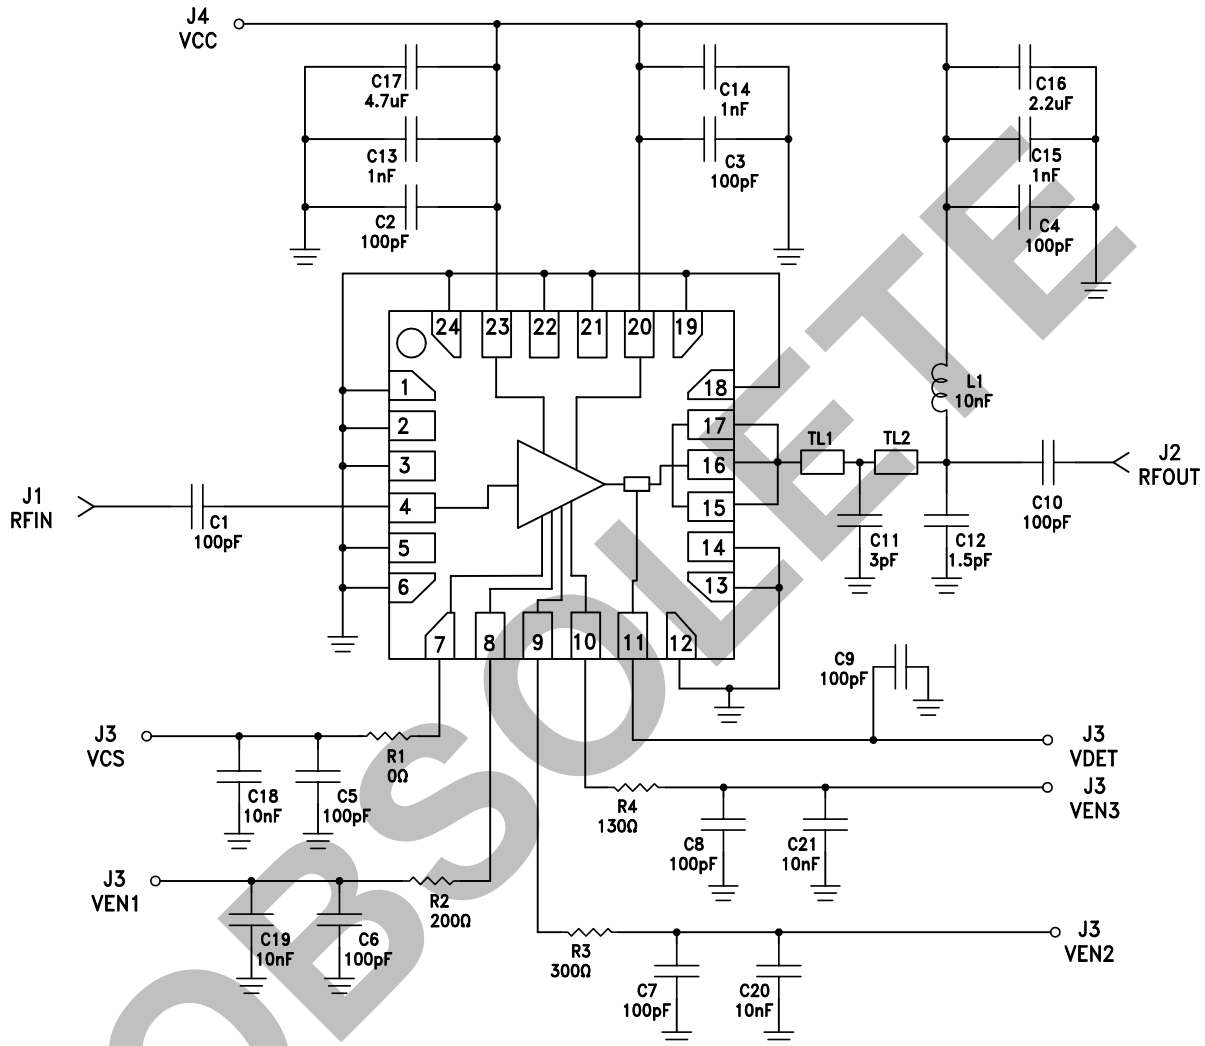 J4
VCC
C17
4.7uF
C13
1nF
C2
100pF
C14
1nF
C3
100pF
C16
2.2uF
C15
1nF
C4
100pF
24
23
22
21
20
19
1
2
3
4
5
6
18
17
16
15
14
13
7
8
9
10
11
12
L1
10nF
TL1
TL2
J2
RFOUT
C10
100pF
C11
3pF
C12
1.5pF
J1
RFIN
C1
100pF
C9
100pF
J3
VCS
R1
0Ω
C18
10nF
C5
100pF
J3
VDET
J3
VEN3
R4
130Ω
C8
100pF
C21
10nF
J3
VEN1
R2
200Ω
C19
10nF
C6
100pF
J3
VEN2
R3
300Ω
C7
100pF
C20
10nF
OBSOLETE